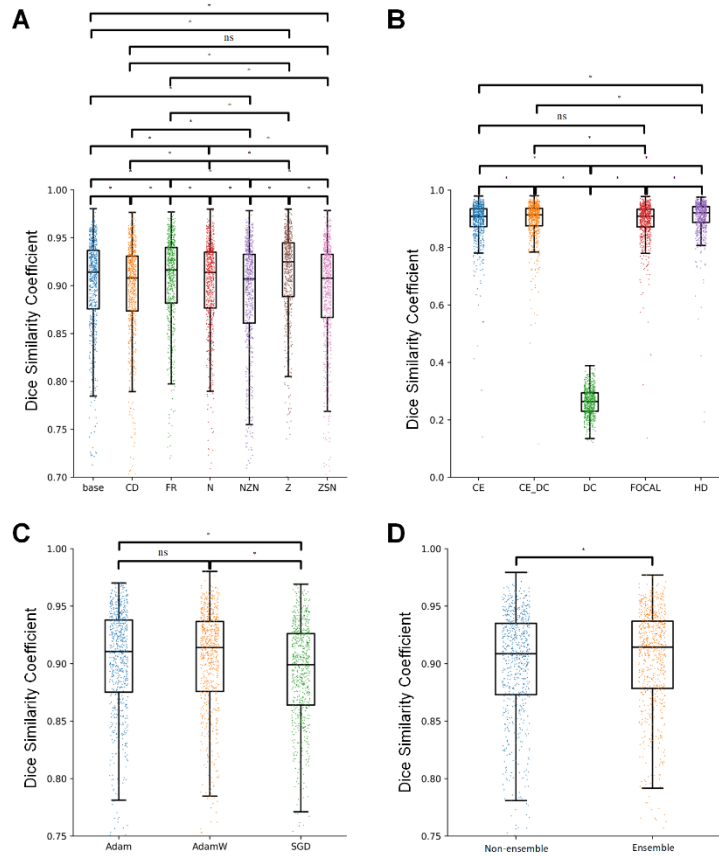 A
ns
Dice Similarity Coefficient
1.00
0.95
0.90
0.85
0.80
0.75
0.70
base CD FR N NZN Z ZSN
B
ns
Dice Similarity Coefficient
1.0
0.8
0.6
0.4
0.2
0.0
CE CE_DC DC FOCAL HD
C
ns
Dice Similarity Coefficient
1.00
0.95
0.90
0.85
0.80
0.75
Adam AdamW SGD
D
Dice Similarity Coefficient
1.00
0.95
0.90
0.85
0.80
0.75
Non-ensemble Ensemble